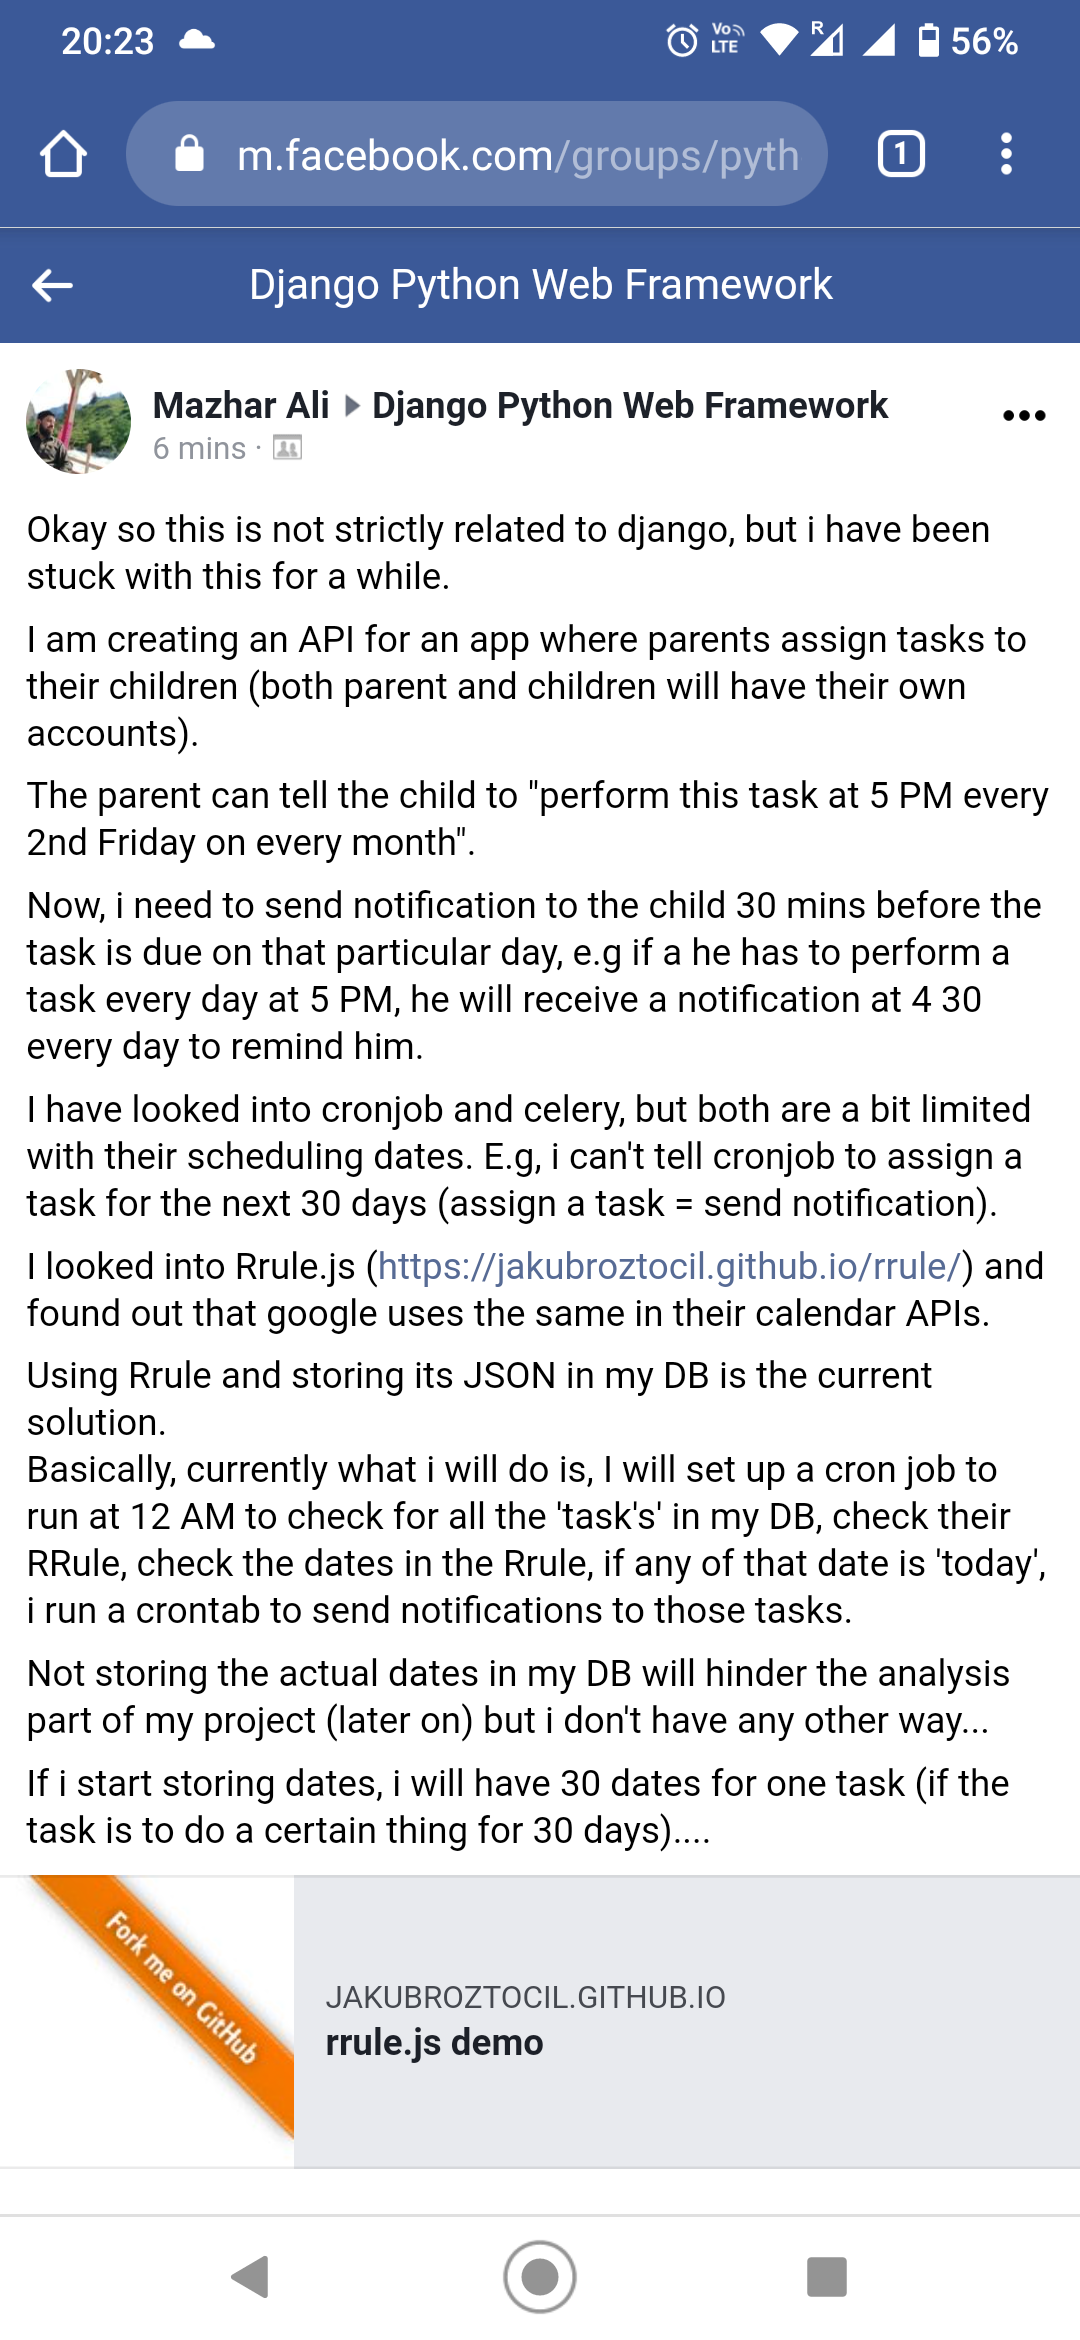 20:23
Vo LTE
R
56%
m.facebook.com/groups/pyth
1
Django Python Web Framework
Mazhar Ali ▸ Django Python Web Framework
6 mins ·
Okay so this is not strictly related to django, but i have been
stuck with this for a while.
I am creating an API for an app where parents assign tasks to
their children (both parent and children will have their own
accounts).
The parent can tell the child to "perform this task at 5 PM every
2nd Friday on every month".
Now, i need to send notification to the child 30 mins before the
task is due on that particular day, e.g if a he has to perform a
task every day at 5 PM, he will receive a notification at 4 30
every day to remind him.
I have looked into cronjob and celery, but both are a bit limited
with their scheduling dates. E.g, i can't tell cronjob to assign a
task for the next 30 days (assign a task = send notification).
I looked into Rrule.js (https://jakubroztocil.github.io/rrule/) and
found out that google uses the same in their calendar APIs.
Using Rrule and storing its JSON in my DB is the current
solution.
Basically, currently what i will do is, I will set up a cron job to
run at 12 AM to check for all the 'task's' in my DB, check their
RRule, check the dates in the Rrule, if any of that date is 'today',
i run a crontab to send notifications to those tasks.
Not storing the actual dates in my DB will hinder the analysis
part of my project (later on) but i don't have any other way...
If i start storing dates, i will have 30 dates for one task (if the
task is to do a certain thing for 30 days)....
Fork me on GitHub
JAKUBROZTOCIL.GITHUB.IO
rrule.js demo